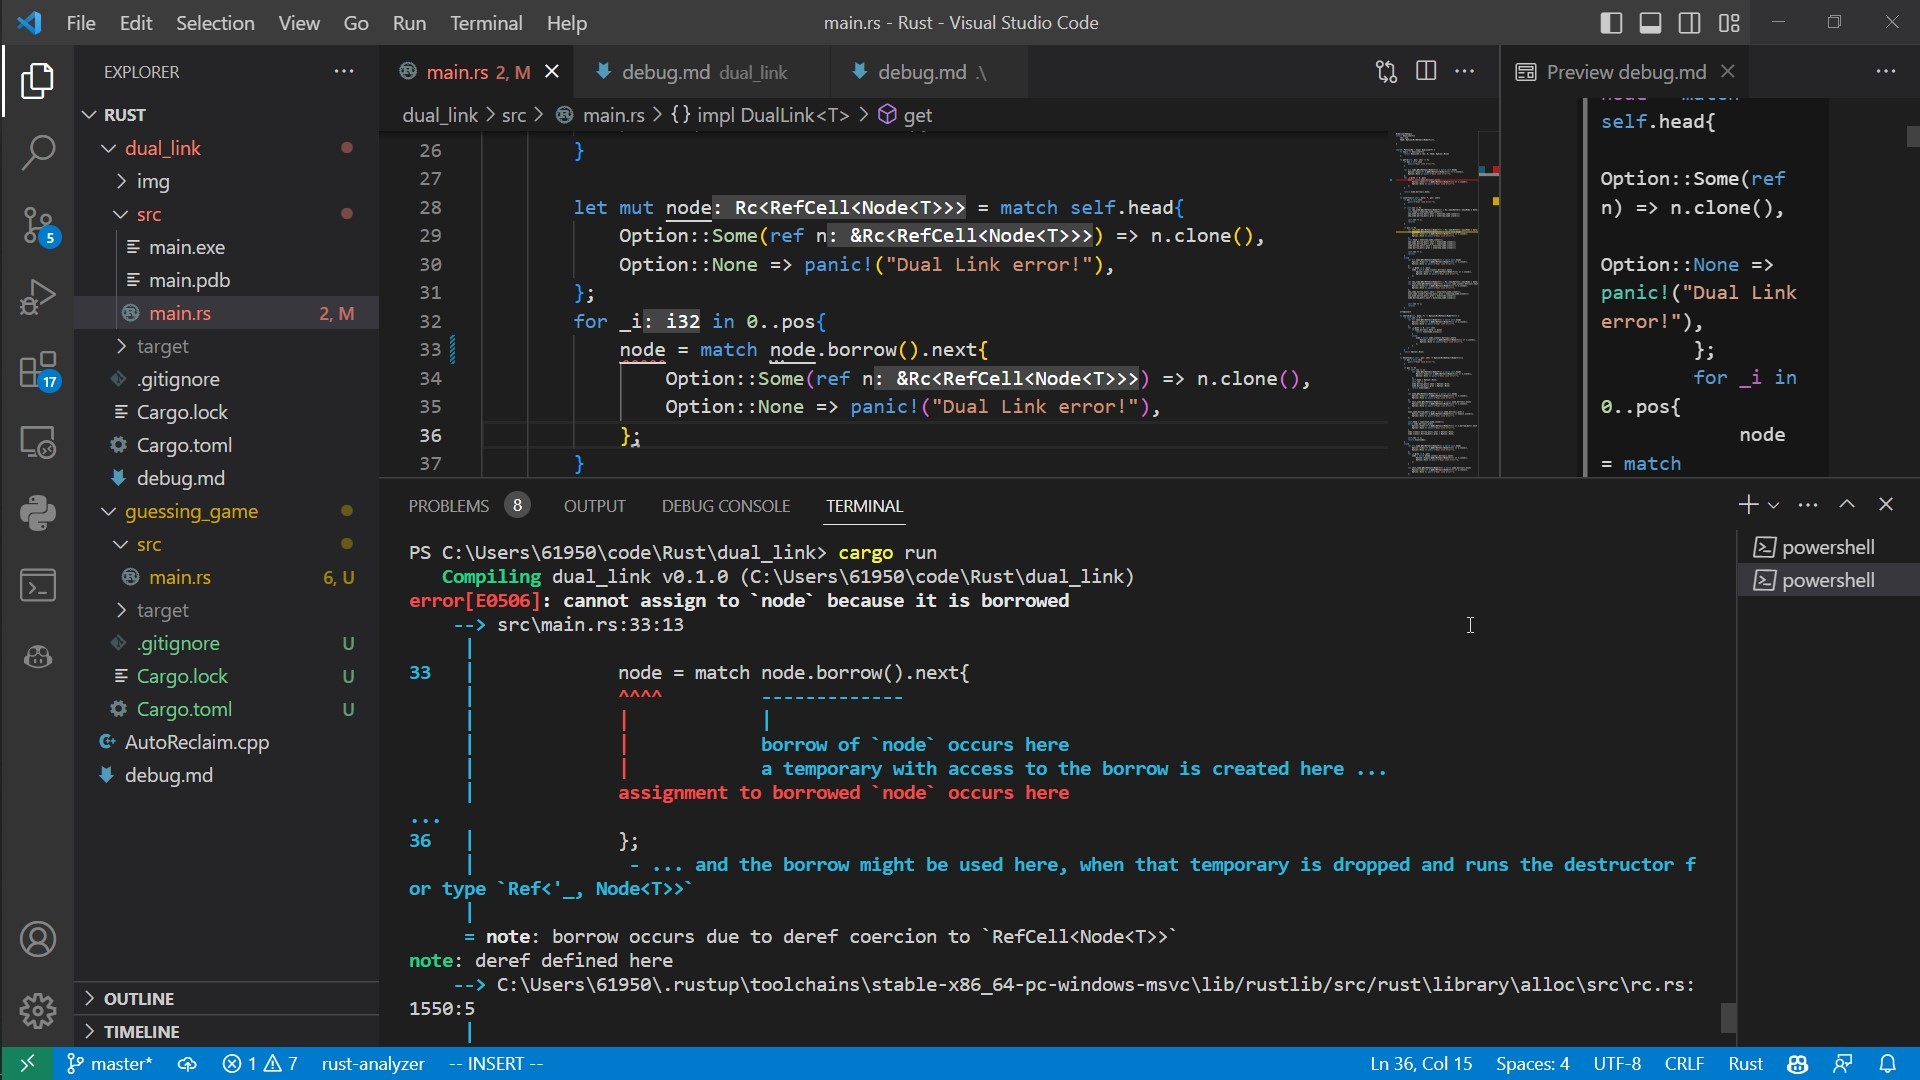 File Edit Selection View Go Run Terminal Help
main.rs - Rust - Visual Studio Code
EXPLORER
RUST
dual_link
img
src
main.exe
main.pdb
main.rs 2, M
target
.gitignore
Cargo.lock
Cargo.toml
debug.md
guessing_game
src
main.rs 6, U
target
.gitignore U
Cargo.lock U
Cargo.toml U
AutoReclaim.cpp
debug.md
OUTLINE
TIMELINE
5
17
main.rs 2, M
debug.md dual_link
debug.md .\
dual_link > src > main.rs > {} impl DualLink<T> > get
26 }
27
28 let mut node: Rc<RefCell<Node<T>>> = match self.head{
29 Option::Some(ref n: &Rc<RefCell<Node<T>>>) => n.clone(),
30 Option::None => panic!("Dual Link error!"),
31 };
32 for _i: i32 in 0..pos{
33 node = match node.borrow().next{
34 Option::Some(ref n: &Rc<RefCell<Node<T>>>) => n.clone(),
35 Option::None => panic!("Dual Link error!"),
36 };
37 }
Preview debug.md
self.head{
Option::Some(ref
n) => n.clone(),
Option::None =>
panic!("Dual Link
error!"),
};
for _i in
0..pos{
node
= match
PROBLEMS 8 OUTPUT DEBUG CONSOLE TERMINAL
PS C:\Users\61950\code\Rust\dual_link> cargo run
Compiling dual_link v0.1.0 (C:\Users\61950\code\Rust\dual_link)
error[E0506]: cannot assign to `node` because it is borrowed
--> src\main.rs:33:13
|
33 | node = match node.borrow().next{
| ^^^^ -------------
| | |
| | borrow of `node` occurs here
| | a temporary with access to the borrow is created here ...
| assignment to borrowed `node` occurs here
...
36 | };
| - ... and the borrow might be used here, when that temporary is dropped and runs the destructor f
or type `Ref<'_, Node<T>>`
|
= note: borrow occurs due to deref coercion to `RefCell<Node<T>>`
note: deref defined here
--> C:\Users\61950\.rustup\toolchains\stable-x86_64-pc-windows-msvc\lib/rustlib/src/rust\library\alloc\src\rc.rs:
1550:5
|
powershell
powershell
master* 1 7 rust-analyzer -- INSERT --
Ln 36, Col 15 Spaces: 4 UTF-8 CRLF Rust